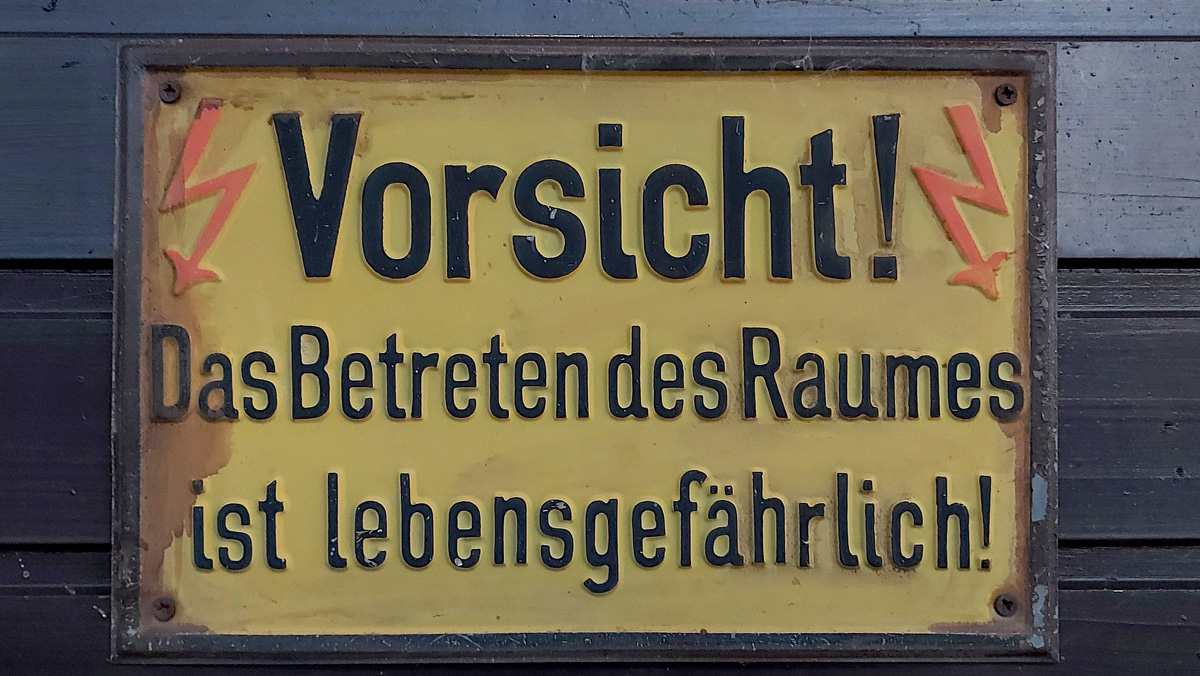 Vorsicht!
Das Betreten des Raumes
ist lebensgefährlich!